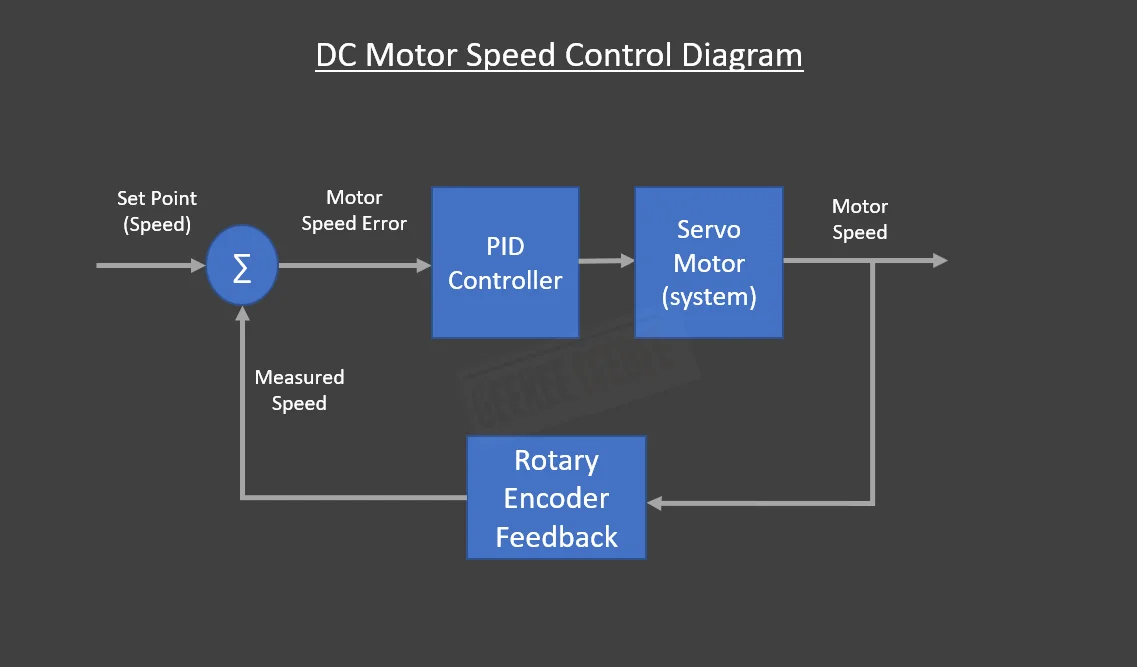 DC Motor Speed Control Diagram
Set Point
(Speed)
Motor
Speed Error
Σ
PID
Controller
Servo
Motor
(system)
Motor
Speed
Measured
Speed
Rotary
Encoder
Feedback